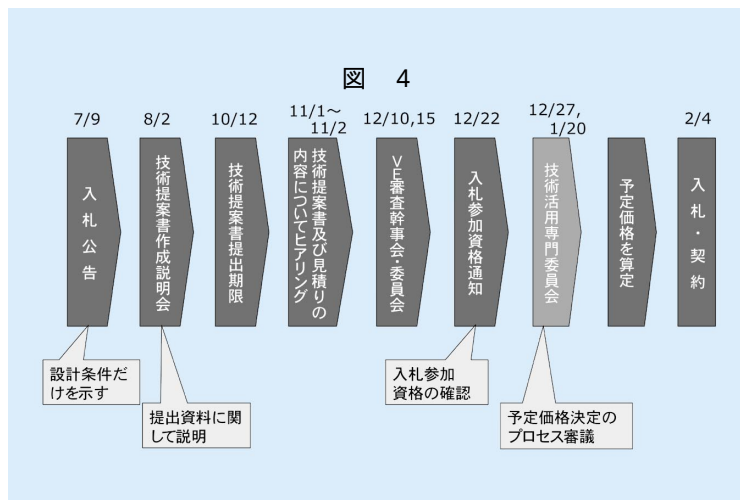 図　4
7/9
8/2
10/12
11/1～
11/2
12/10,15
12/22
12/27,
1/20
2/4
入札公告
技術提案書作成説明会
技術提案書提出期限
技術提案書及び見積りの
内容についてヒアリング
ＶＥ審査幹事会・委員会
入札参加資格通知
技術活用専門委員会
予定価格を算定
入札・契約
設計条件だ
けを示す
提出資料に関
して説明
入札参加
資格の確認
予定価格決定の
プロセス審議